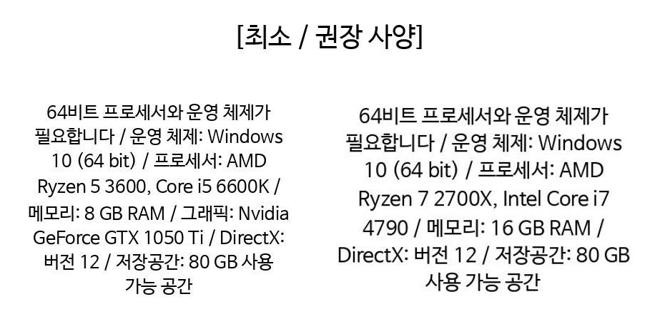 [최소 / 권장 사양]
64비트 프로세서와 운영 체제가
필요합니다 / 운영 체제: Windows
10 (64 bit) / 프로세서: AMD
Ryzen 5 3600, Core i5 6600K /
메모리: 8 GB RAM / 그래픽: Nvidia
GeForce GTX 1050 Ti / DirectX:
버전 12 / 저장공간: 80 GB 사용
가능 공간
64비트 프로세서와 운영 체제가
필요합니다 / 운영 체제: Windows
10 (64 bit) / 프로세서: AMD
Ryzen 7 2700X, Intel Core i7
4790 / 메모리: 16 GB RAM /
DirectX: 버전 12 / 저장공간: 80 GB
사용 가능 공간